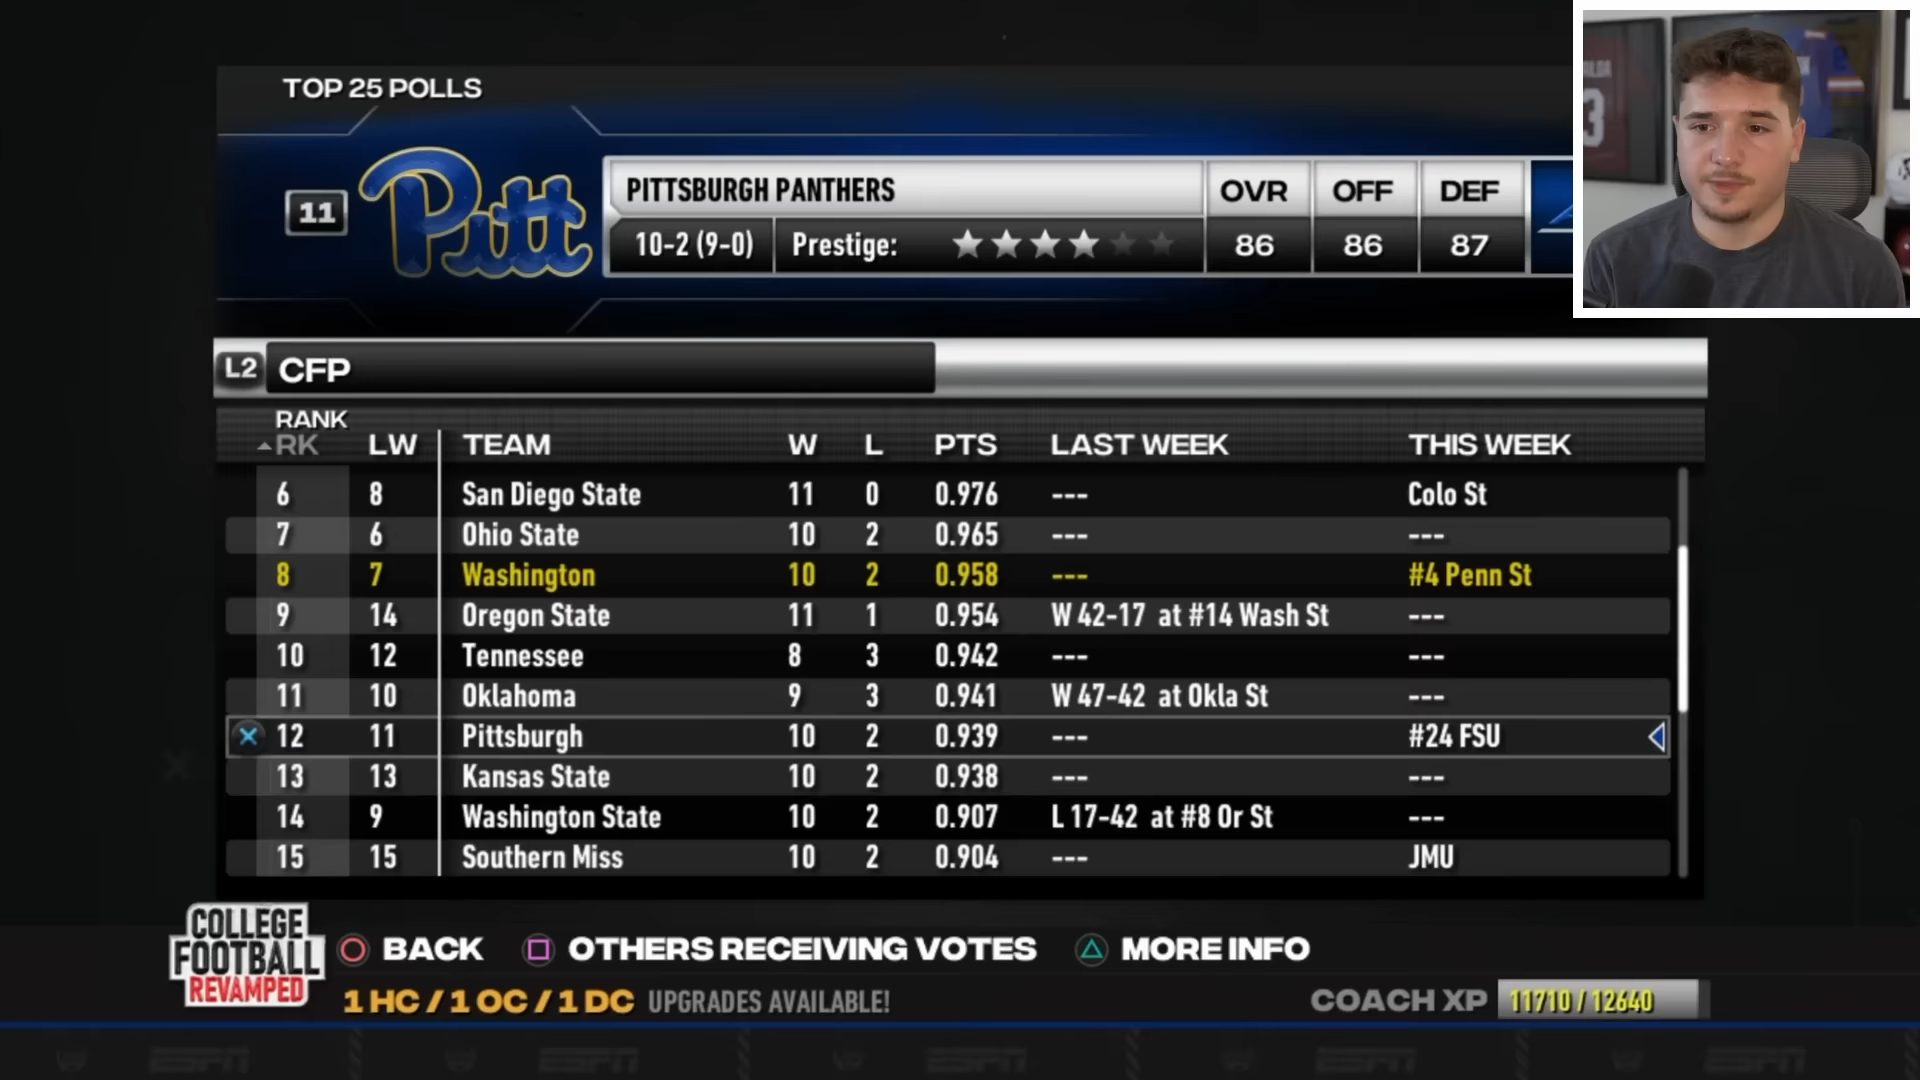 TOP 25 POLLS
11
Pitt
PITTSBURGH PANTHERS OVR OFF DEF
10-2 (9-0) Prestige: 86 86 87
L2 CFP
RANK
RK LW TEAM W L PTS LAST WEEK THIS WEEK
6 8 San Diego State 11 0 0.976 --- Colo St
7 6 Ohio State 10 2 0.965 --- ---
8 7 Washington 10 2 0.958 --- #4 Penn St
9 14 Oregon State 11 1 0.954 W 42-17 at #14 Wash St ---
10 12 Tennessee 8 3 0.942 --- ---
11 10 Oklahoma 9 3 0.941 W 47-42 at Okla St ---
12 11 Pittsburgh 10 2 0.939 --- #24 FSU
13 13 Kansas State 10 2 0.938 --- ---
14 9 Washington State 10 2 0.907 L 17-42 at #8 Or St ---
15 15 Southern Miss 10 2 0.904 --- JMU
COLLEGE
FOOTBALL
REVAMPED
BACK OTHERS RECEIVING VOTES MORE INFO
1 HC / 1 OC / 1 DC UPGRADES AVAILABLE! COACH XP 11710 / 12640
ESPN ESPN ESPN ESPN ESPN